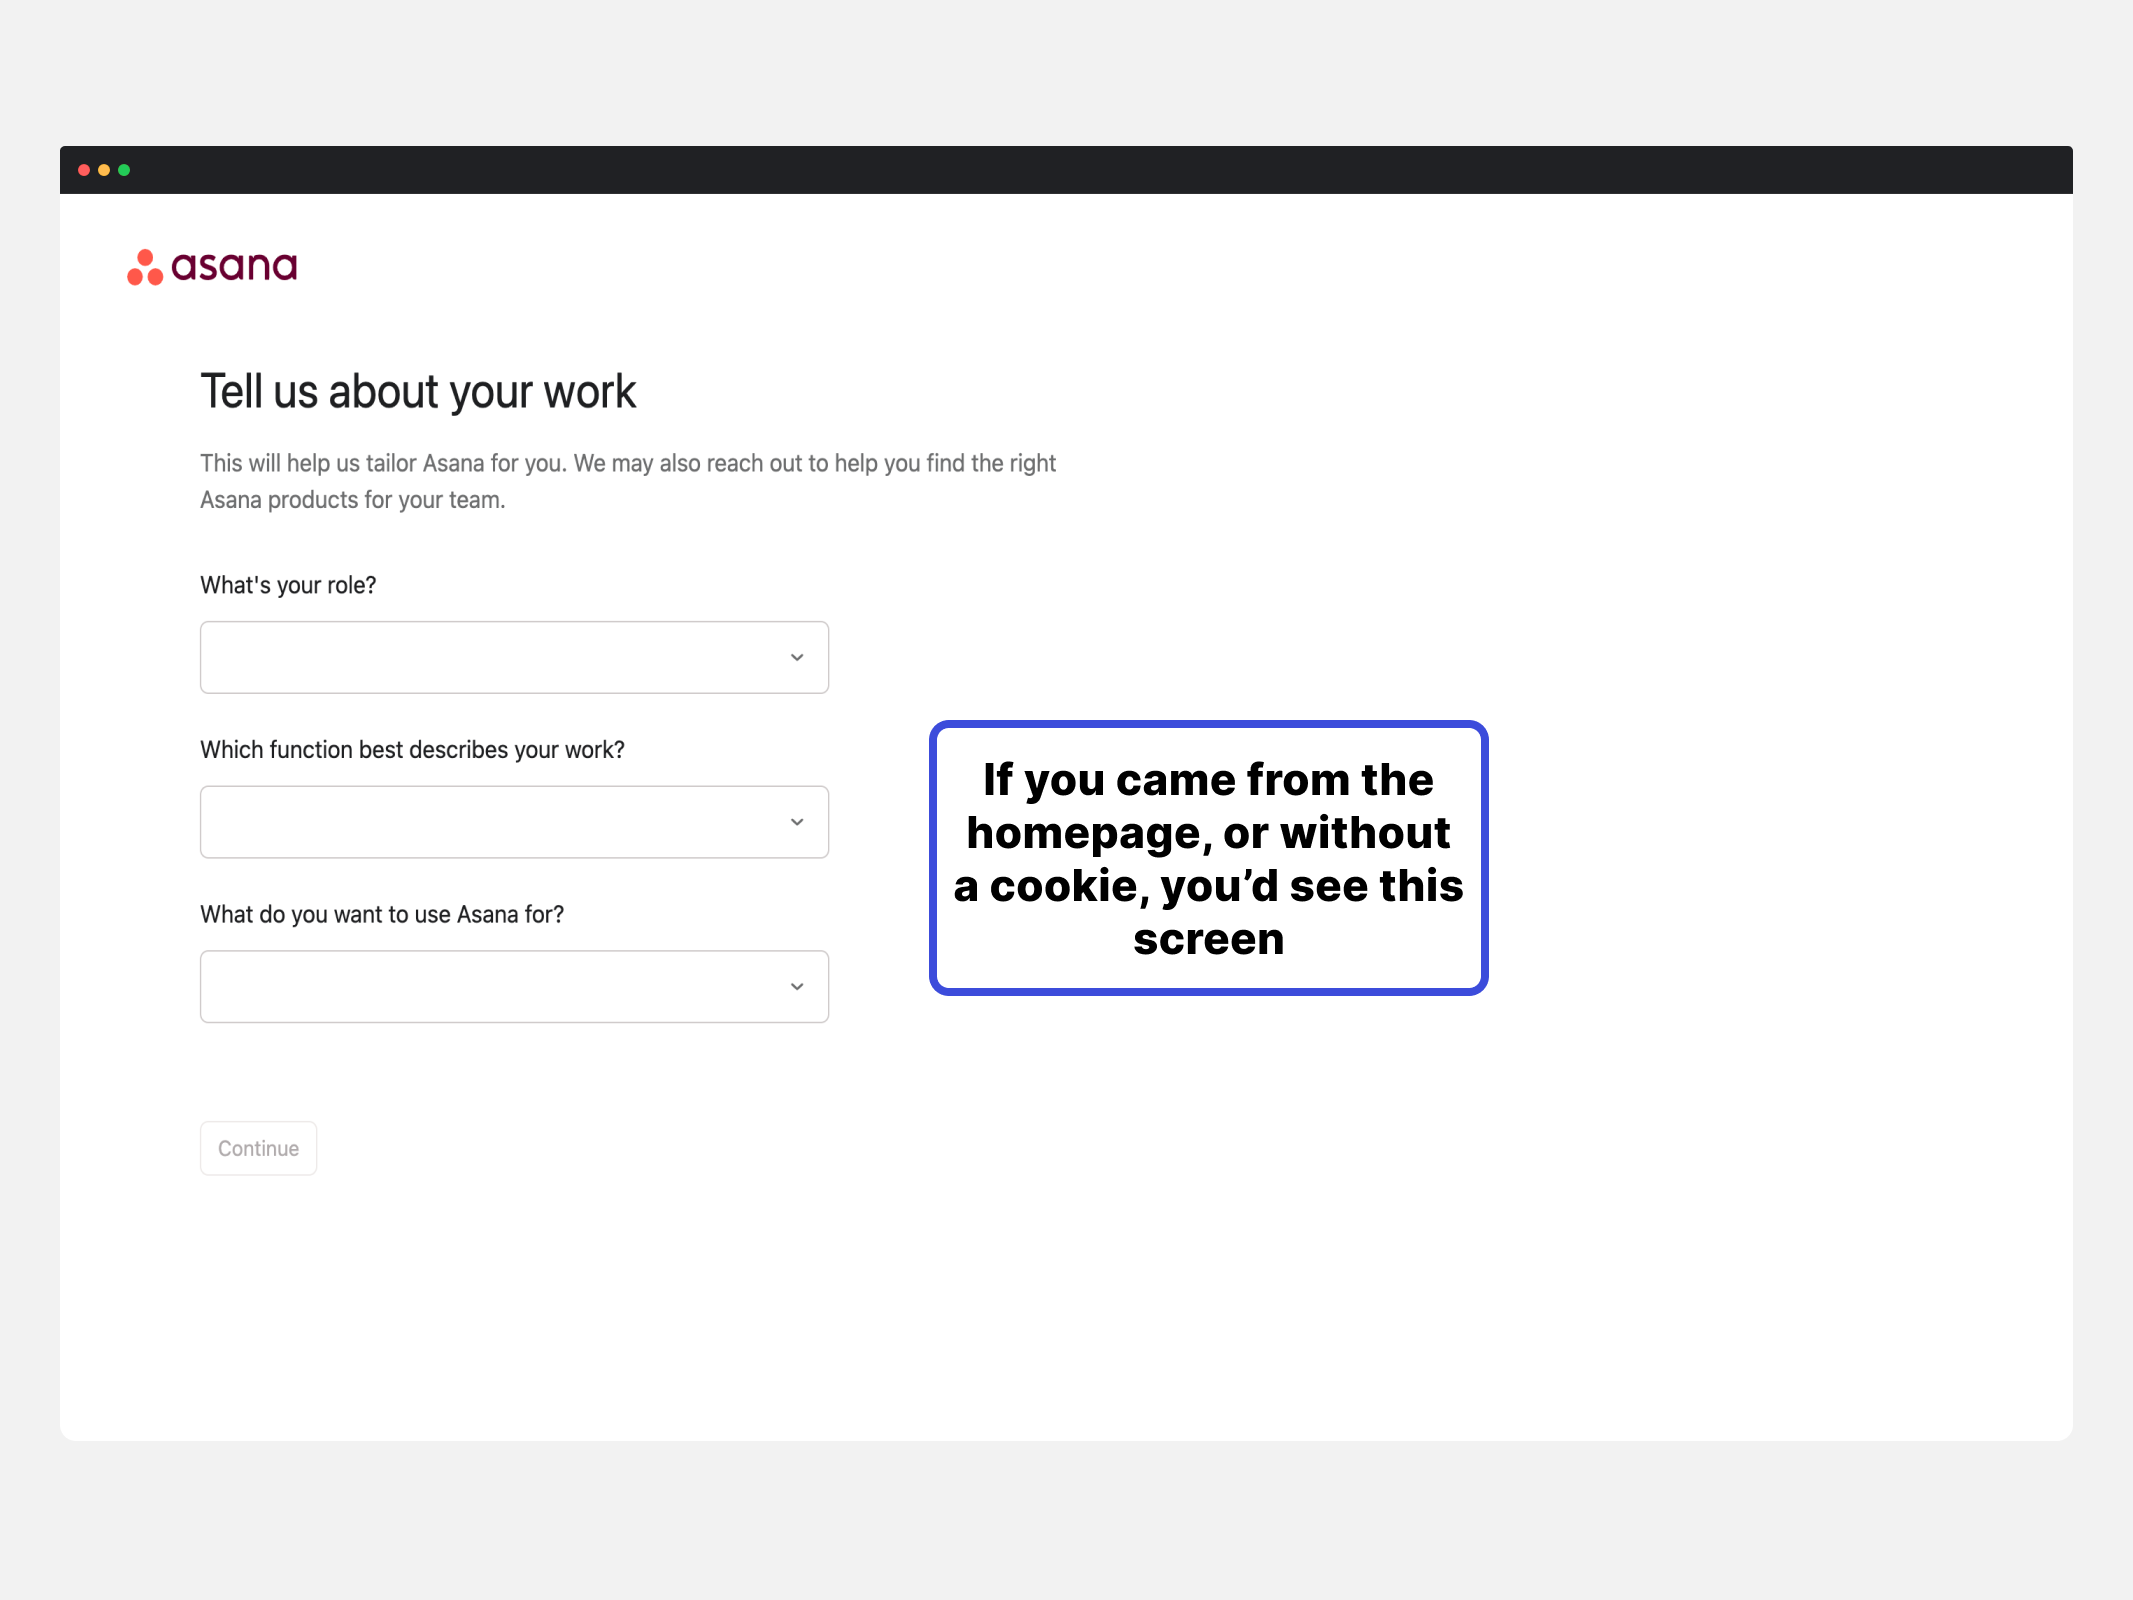 asana
Tell us about your work
This will help us tailor Asana for you. We may also reach out to help you find the right
Asana products for your team.
What's your role?
Which function best describes your work?
What do you want to use Asana for?
Continue
If you came from the
homepage, or without
a cookie, you’d see this
screen